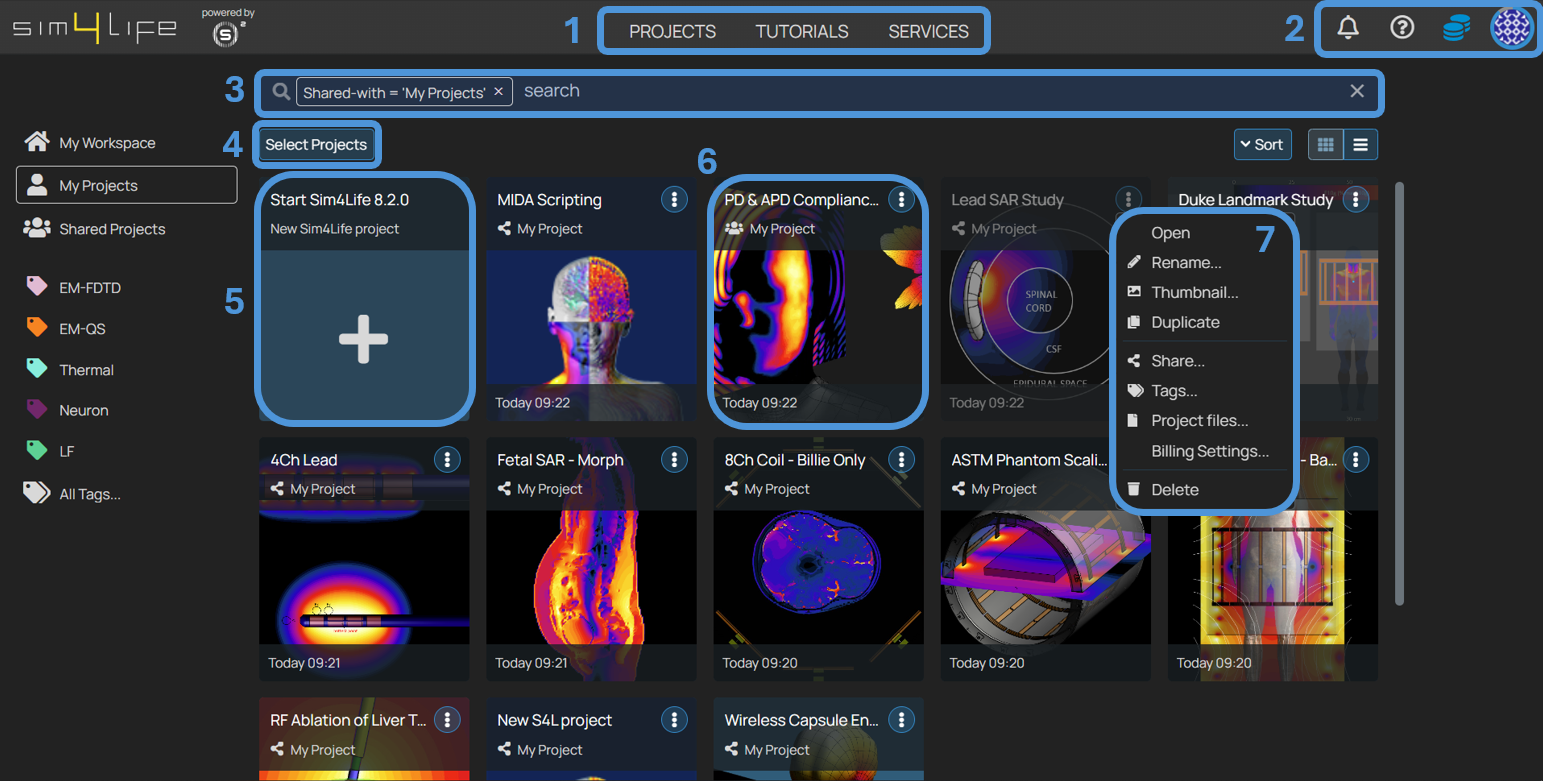 sim4Life
powered by
S 2
1
PROJECTS TUTORIALS SERVICES
2
3
Shared-with = 'My Projects' × search ×
4
Select Projects
Sort
My Workspace
My Projects
Shared Projects
EM-FDTD
EM-QS
Thermal
Neuron
LF
All Tags...
5
Start Sim4Life 8.2.0
New Sim4Life project
MIDA Scripting
My Project
Today 09:22
6
PD & APD Complianc...
My Project
Today 09:22
Lead SAR Study
My Project
SPINAL
CORD
CSF
EPIDURAL SPACE
Today 09:22
Duke Landmark Study
7
Open
Rename...
Thumbnail...
Duplicate
Share...
Tags...
Project files...
Billing Settings...
Delete
4Ch Lead
My Project
Today 09:21
Fetal SAR - Morph
My Project
Today 09:21
8Ch Coil - Billie Only
My Project
Today 09:20
ASTM Phantom Scali...
My Project
Today 09:20
- Ba...
Today 09:20
RF Ablation of Liver T...
My Project
New S4L project
My Project
Wireless Capsule En...
My Project